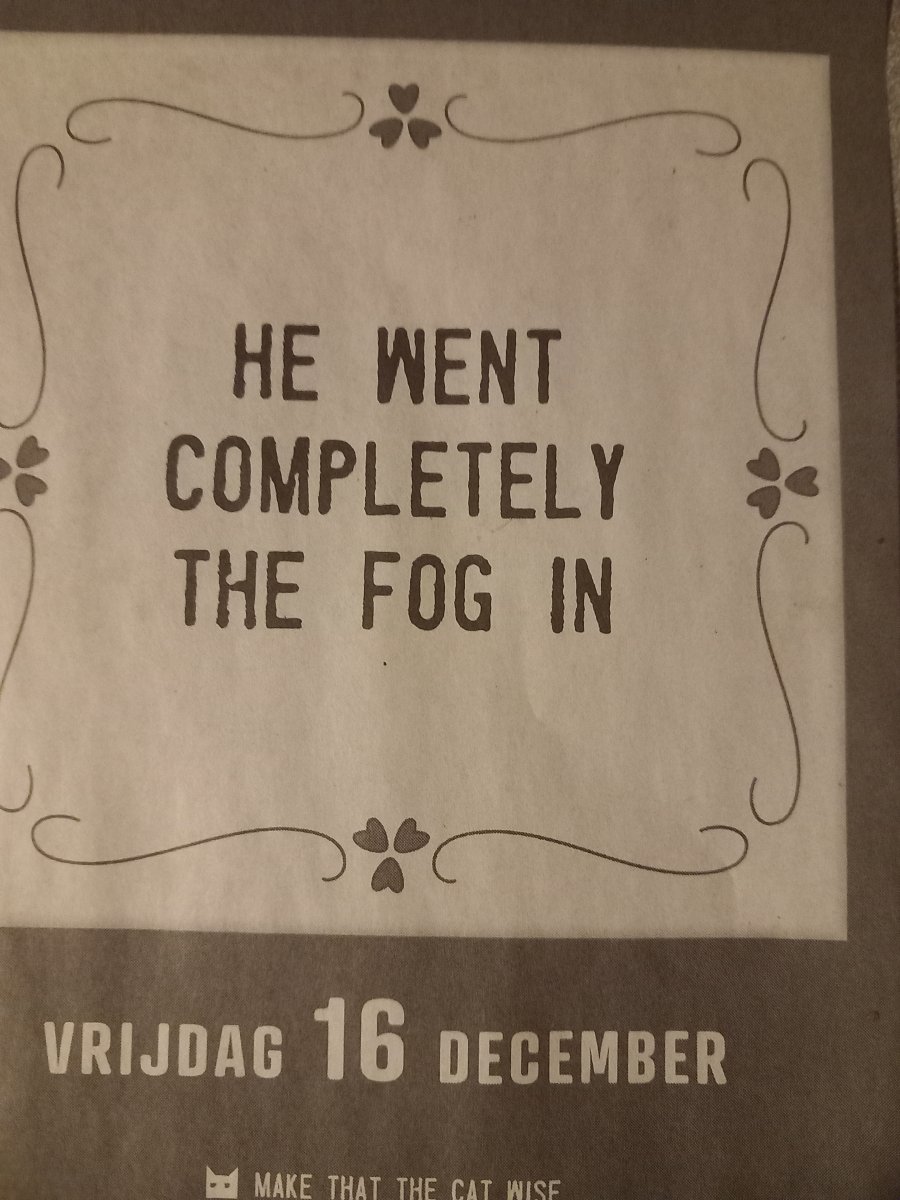 HE WENT
COMPLETELY
THE FOG IN
VRIJDAG 16 DECEMBER
MAKE THAT THE CAT WISE